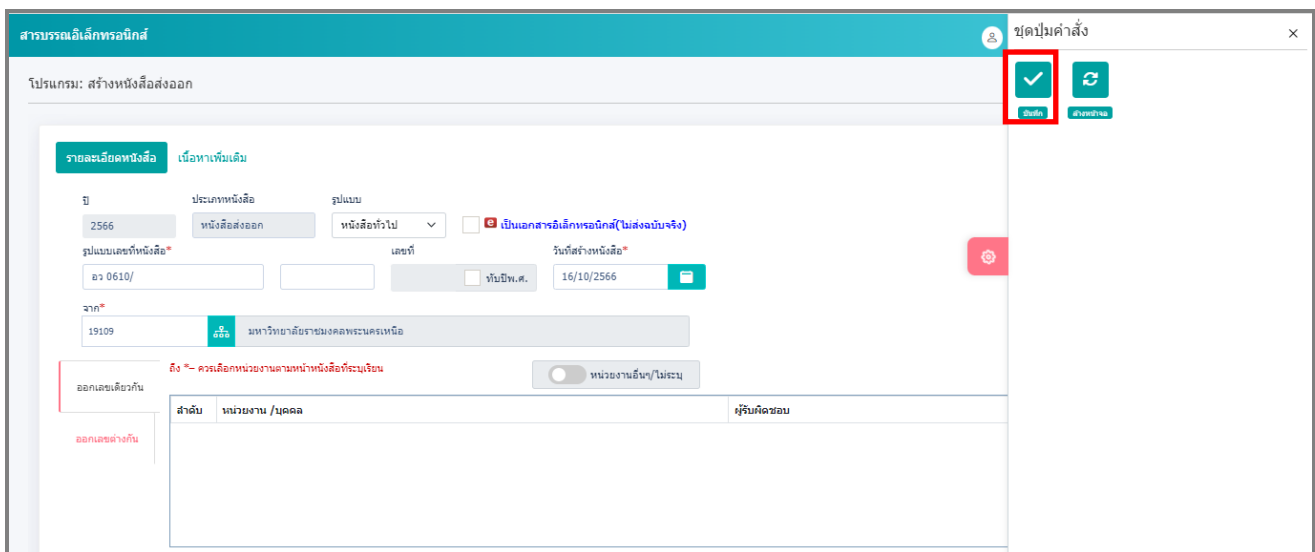 สารบรรณอิเล็กทรอนิกส์
ชุดปุ่มคำสั่ง
โปรแกรม: สร้างหนังสือส่งออก
บันทึก ล้างหน้าจอ
รายละเอียดหนังสือ เนื้อหาเพิ่มเติม
ปี ประเภทหนังสือ รูปแบบ
2566 หนังสือส่งออก หนังสือทั่วไป e เป็นเอกสารอิเล็กทรอนิกส์(ไม่ส่งฉบับจริง)
รูปแบบเลขที่หนังสือ* เลขที่ วันที่สร้างหนังสือ*
อว 0610/ ทับปีพ.ศ. 16/10/2566
จาก*
19109 มหาวิทยาลัยราชมงคลพระนครเหนือ
ถึง *– ควรเลือกหน่วยงานตามหน้าหนังสือที่ระบุเรียน หน่วยงานอื่นๆ/ไม่ระบุ
ออกเลขเดียวกัน
ลำดับ หน่วยงาน /บุคคล ผู้รับผิดชอบ
ออกเลขต่างกัน